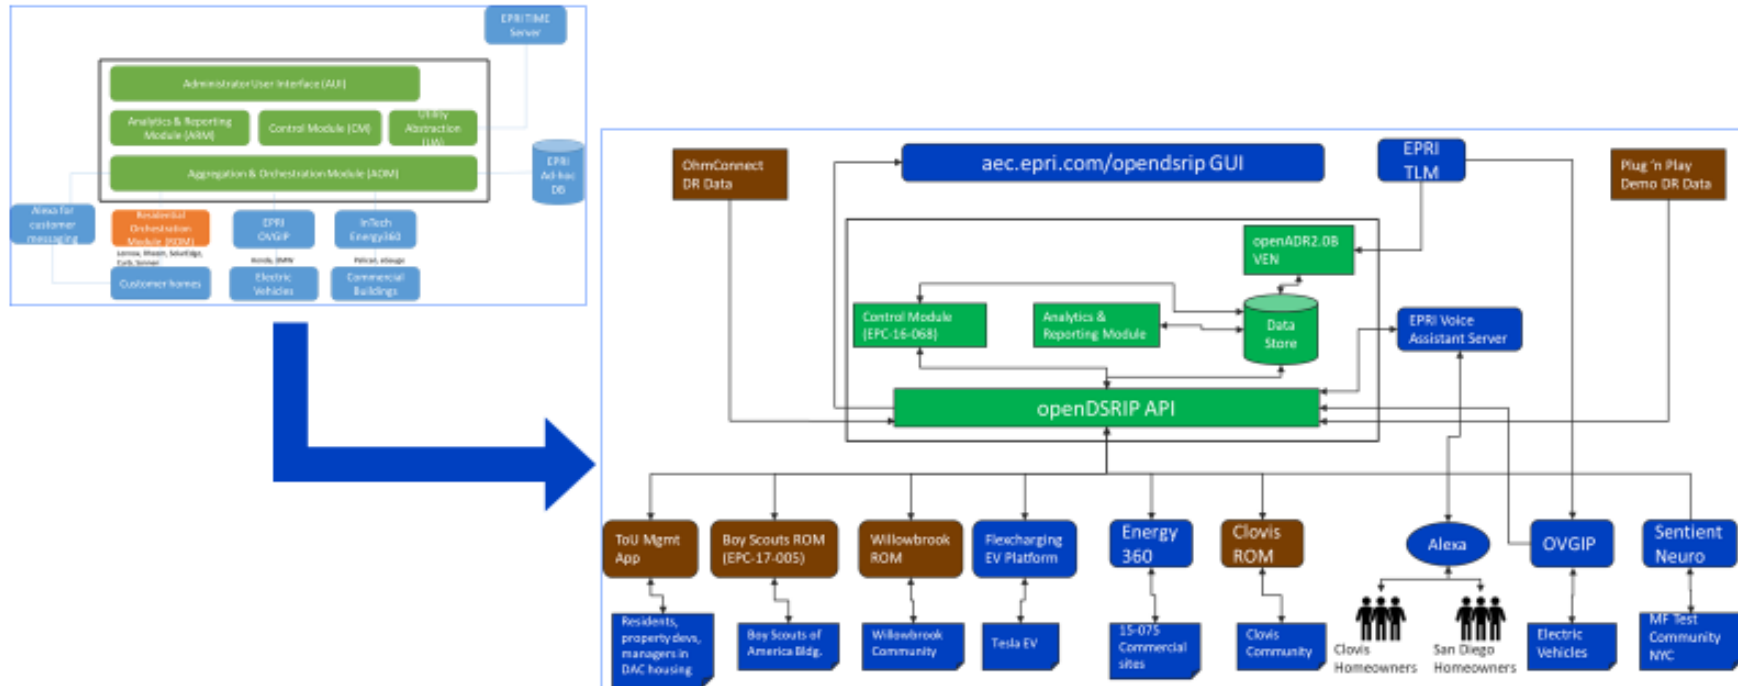 EPRI TIME
Server
Administrator User Interface (AUI)
Analytics & Reporting
Module (ARM)
Control Module (CM)
Utility
Abstraction
(UA)
Aggregation & Orchestration Module (AOM)
EPRI
Ad-hoc
DB
Alexa for
customer
messaging
Residential
Orchestration
Module (ROM)
EPRI
OVGIP
InTech
Energy360
Customer homes
Electric
Vehicles
Commercial
Buildings
OhmConnect
DR Data
aec.epri.com/opendsrip GUI
EPRI
TLM
Plug 'n Play
Demo DR Data
openADR2.0B
VEN
Control Module
(EPC-16-068)
Analytics &
Reporting Module
Data
Store
EPRI Voice
Assistant Server
openDSRIP API
ToU Mgmt
App
Boy Scouts ROM
(EPC-17-005)
Willowbrook
ROM
Flexcharging
EV Platform
Energy
360
Clovis
ROM
Alexa
OVGIP
Sentient
Neuro
Residents,
property devs,
managers in
DAC housing
Boy Scouts of
America Bldg.
Willowbrook
Community
Tesla EV
15-075
Commercial
sites
Clovis
Community
Clovis
Homeowners
San Diego
Homeowners
Electric
Vehicles
MF Test
Community
NYC